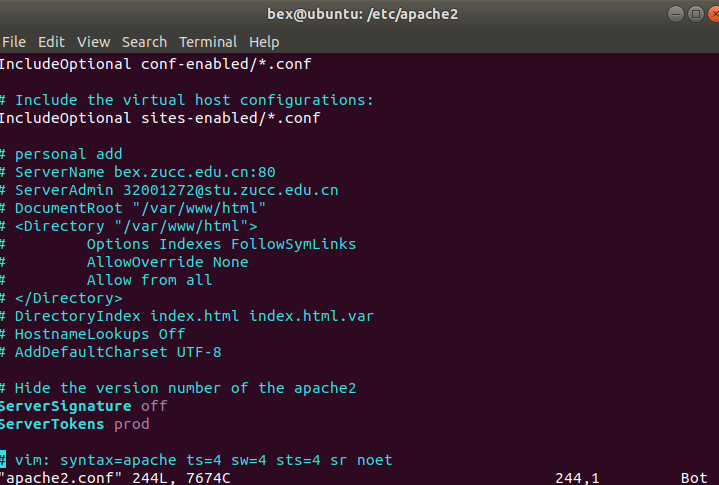 bex@ubuntu: /etc/apache2
File Edit View Search Terminal Help
IncludeOptional conf-enabled/*.conf
# Include the virtual host configurations:
IncludeOptional sites-enabled/*.conf
# personal add
# ServerName bex.zucc.edu.cn:80
# ServerAdmin 32001272@stu.zucc.edu.cn
# DocumentRoot "/var/www/html"
# <Directory "/var/www/html">
#         Options Indexes FollowSymLinks
#         AllowOverride None
#         Allow from all
# </Directory>
# DirectoryIndex index.html index.html.var
# HostnameLookups Off
# AddDefaultCharset UTF-8
# Hide the version number of the apache2
ServerSignature off
ServerTokens prod
# vim: syntax=apache ts=4 sw=4 sts=4 sr noet
"apache2.conf" 244L, 7674C 244,1 Bot